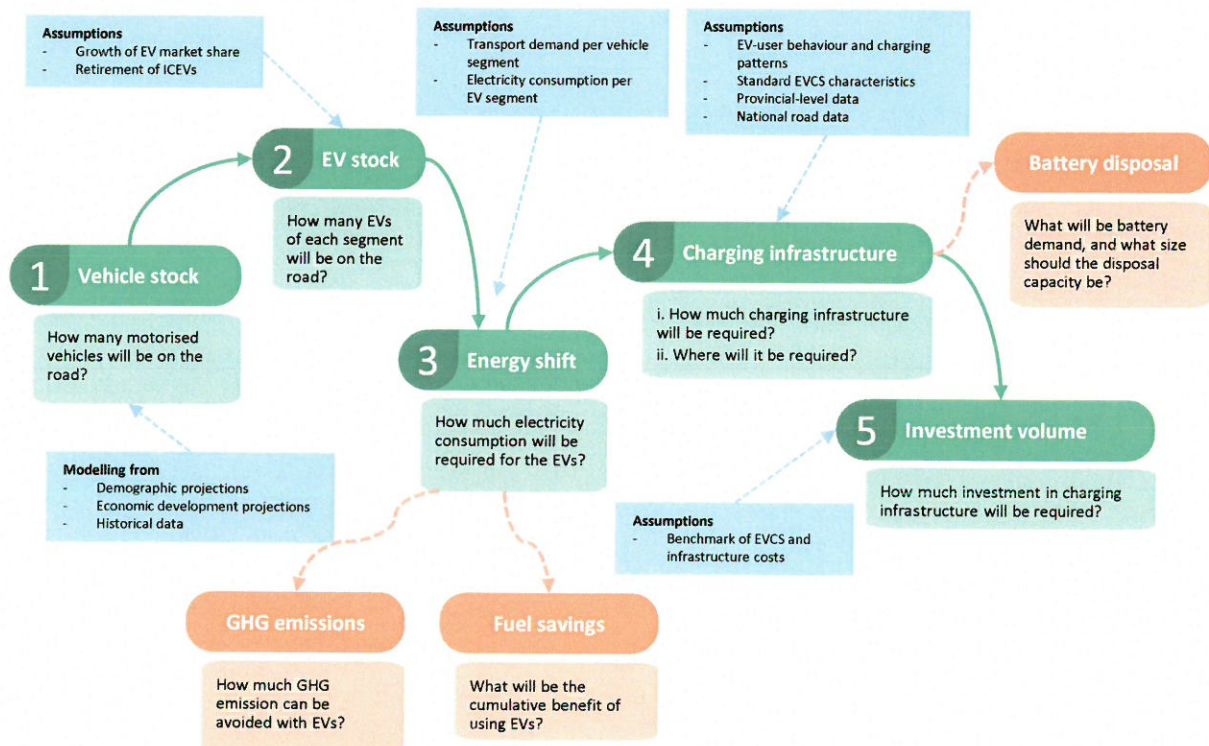 Assumptions
- Growth of EV market share
- Retirement of ICEVs
Assumptions
- Transport demand per vehicle
segment
- Electricity consumption per
EV segment
Assumptions
- EV-user behaviour and charging
patterns
- Standard EVCS characteristics
- Provincial-level data
- National road data
2 EV stock
How many EVs
of each segment
will be on the
road?
Battery disposal
What will be battery
demand, and what size
should the disposal
capacity be?
1 Vehicle stock
How many motorised
vehicles will be on the
road?
4 Charging infrastructure
i. How much charging infrastructure
will be required?
ii. Where will it be required?
3 Energy shift
How much electricity
consumption will be
required for the EVs?
5 Investment volume
How much investment in charging
infrastructure will be required?
Modelling from
- Demographic projections
- Economic development projections
- Historical data
Assumptions
- Benchmark of EVCS and
infrastructure costs
GHG emissions
How much GHG
emission can be
avoided with EVs?
Fuel savings
What will be the
cumulative benefit of
using EVs?